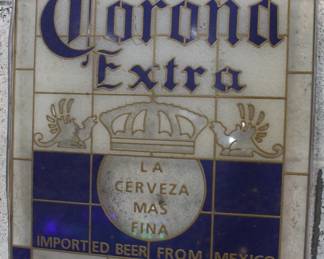 Corona
Extra
LA
CERVEZA
MAS
FINA
IMPORTED BEER FROM MEXICO